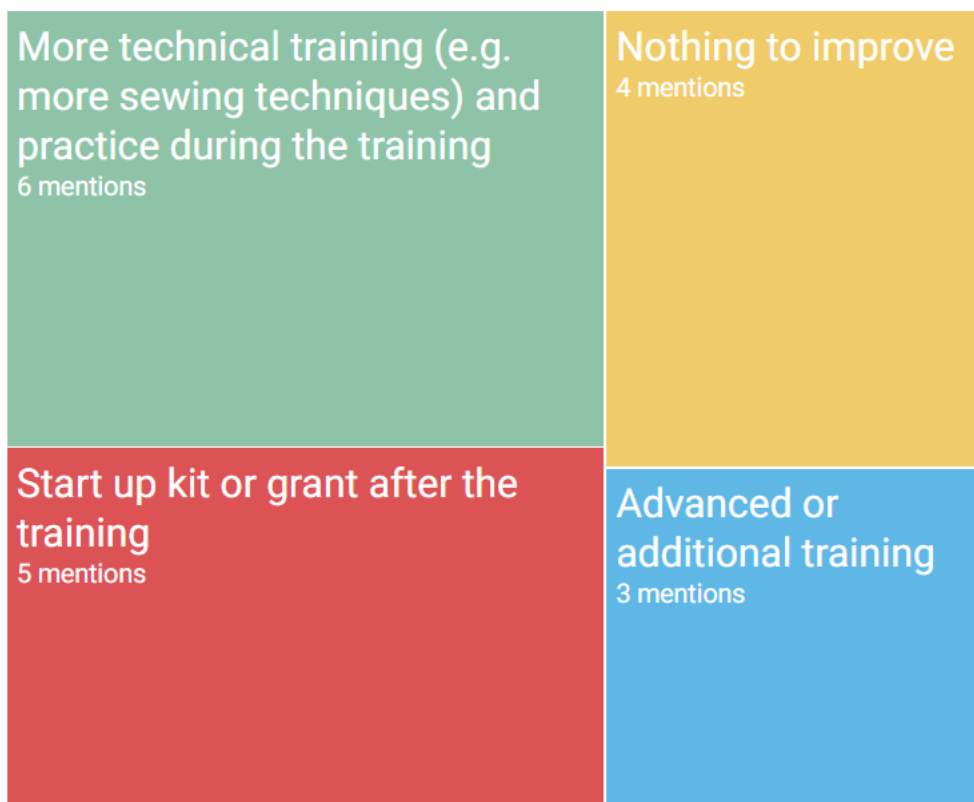 More technical training (e.g.
more sewing techniques) and
practice during the training
6 mentions
Nothing to improve
4 mentions
Start up kit or grant after the
training
5 mentions
Advanced or
additional training
3 mentions